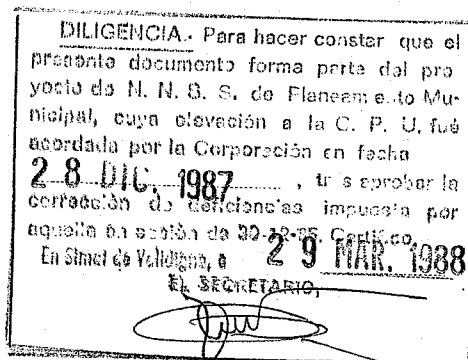 DILIGENCIA.- Para hacer constar que el
presente documento forma parte del pro
yecto de N. N. S. S. de Planeamiento Mu-
nicipal, cuya elevación a la C. P. U. fué
acordada por la Corporación en fecha
28 DIC. 1987 , tras aprobar la
corrección de deficiencias impuesta por
aquella en sesión de Certifico,
En Simat de Valldigna, a 29 MAR. 1988
EL SECRETARIO,